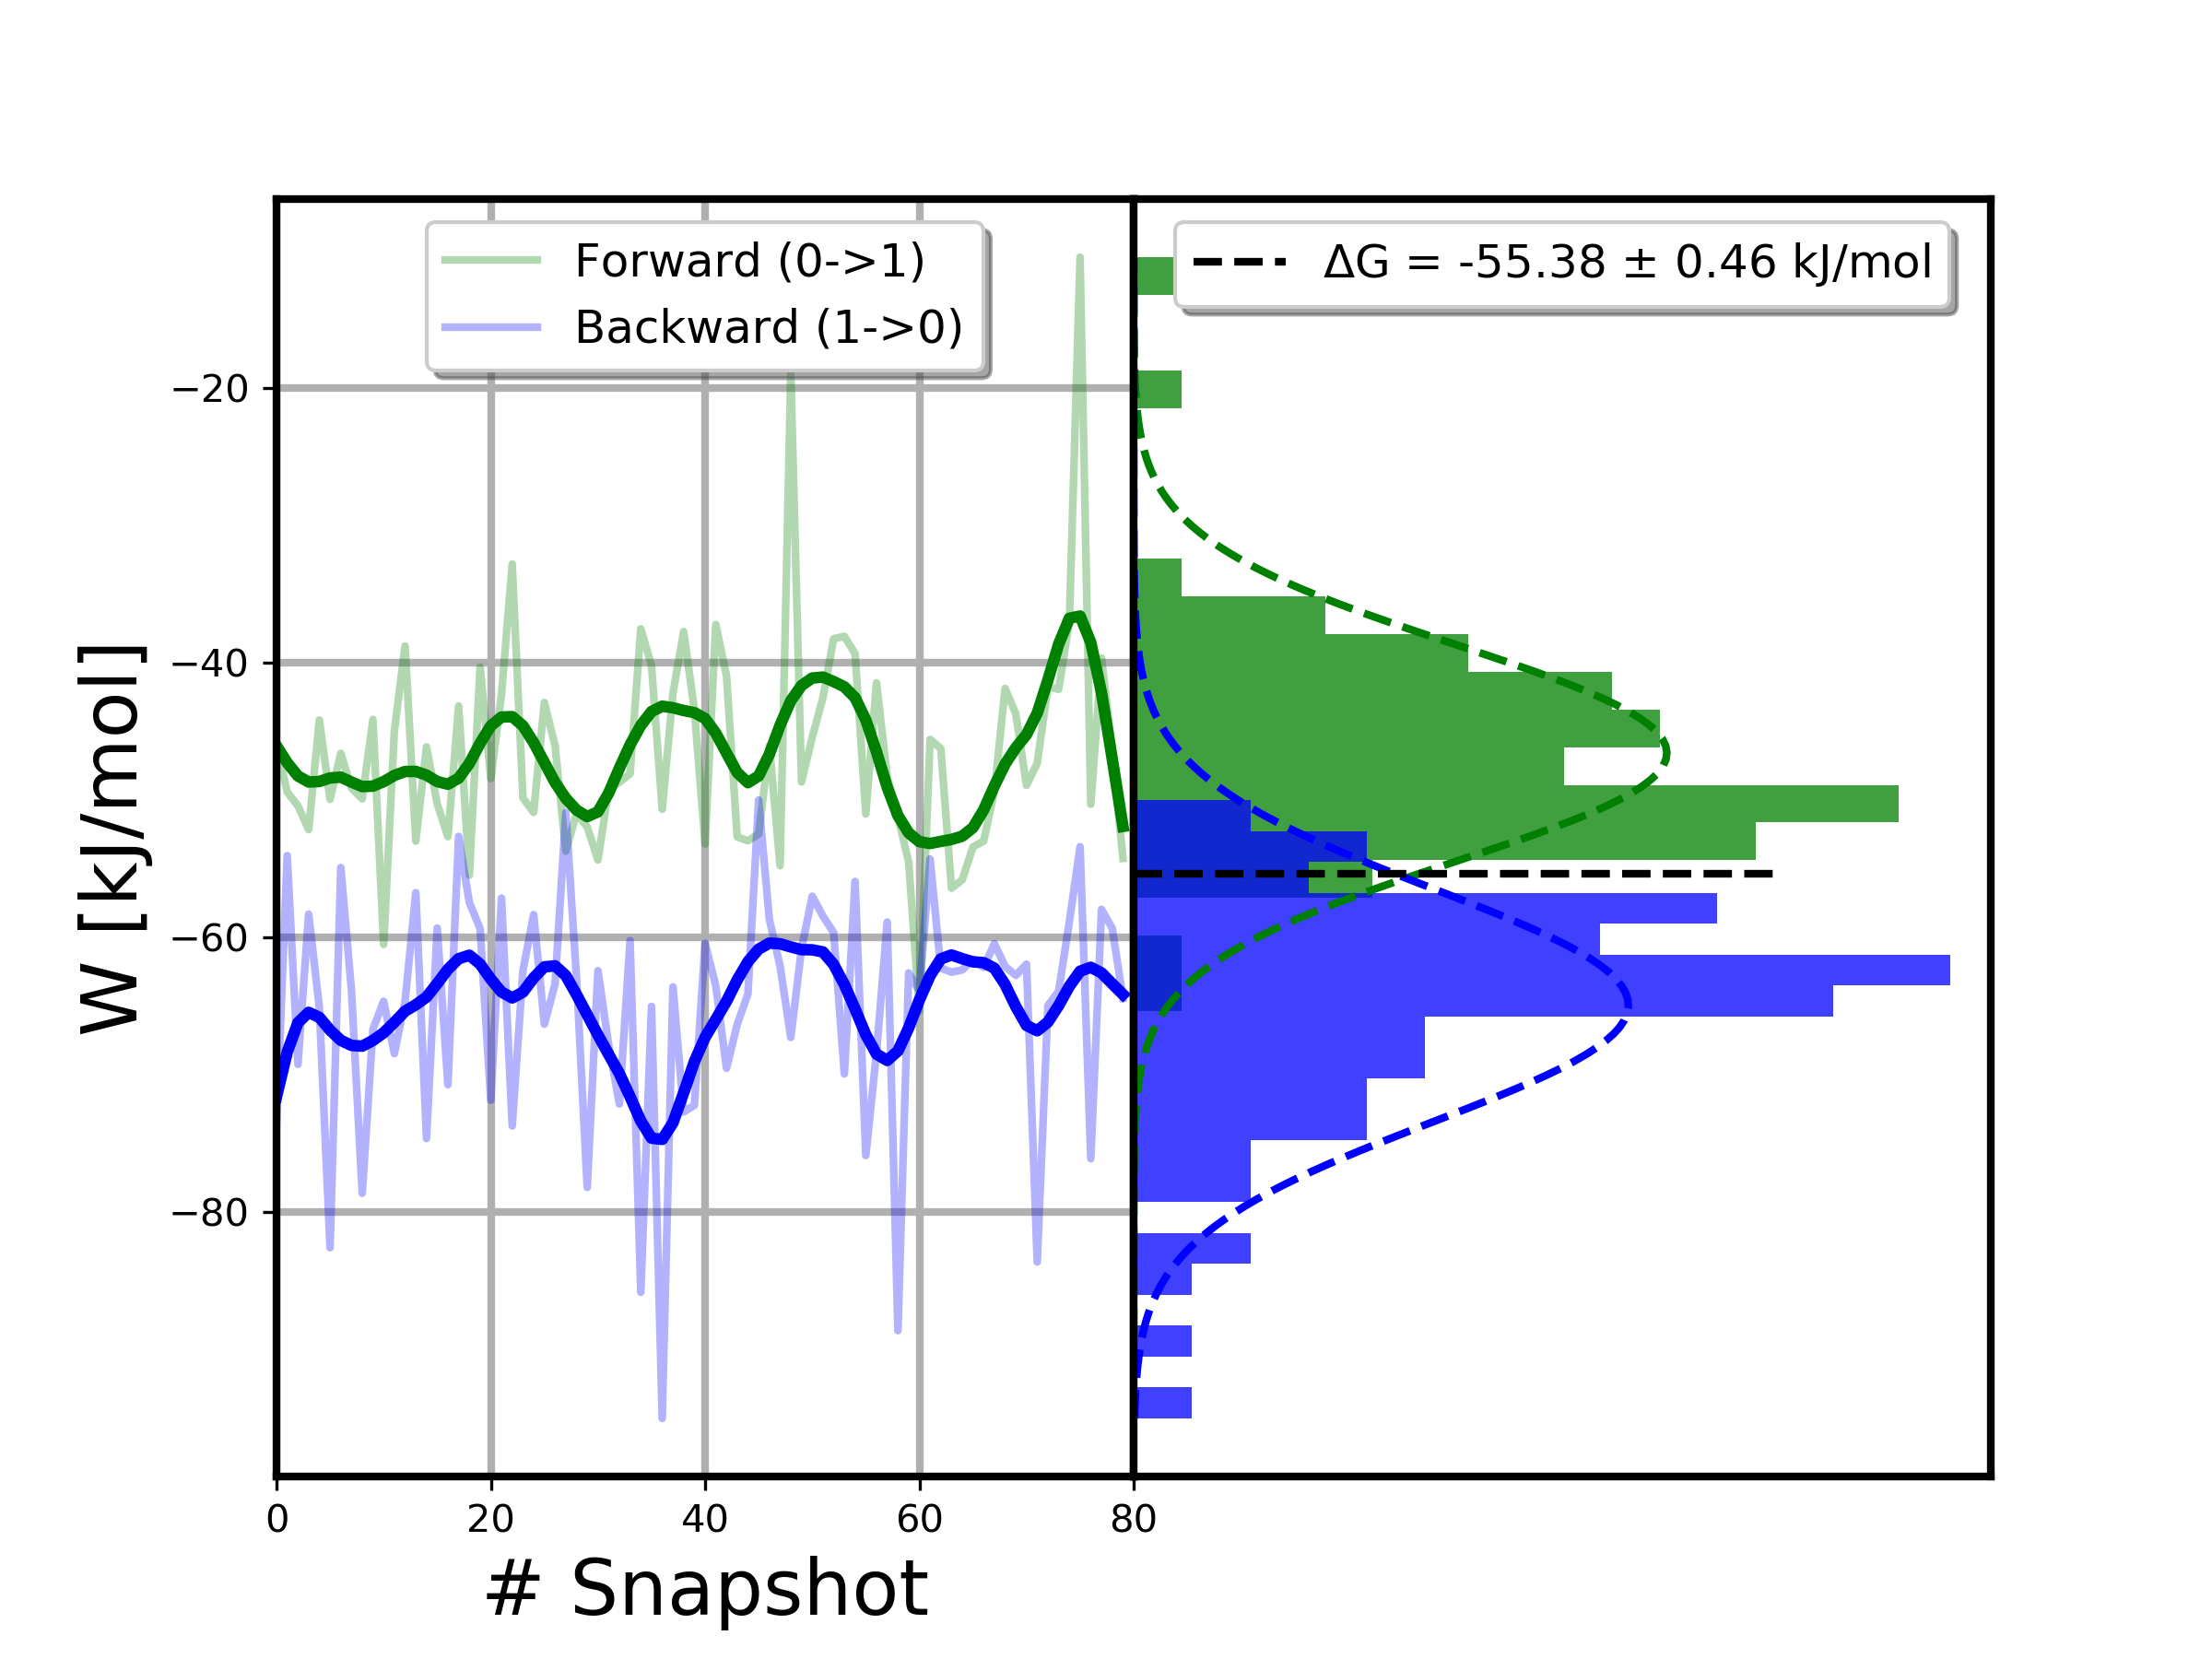 Forward (0->1)
Backward (1->0)
ΔG = -55.38 ± 0.46 kJ/mol
W [kJ/mol]
−20
−40
−60
−80
0 20 40 60 80
# Snapshot